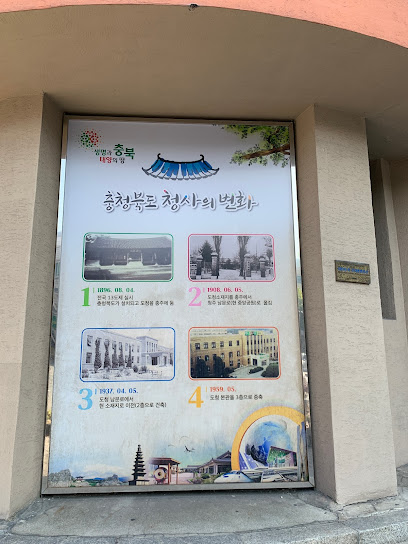 생명과 충북
태양의 땅
충청북도 청사의 변화
1
1896. 08. 04.
전국 13도제 실시
충청북도가 설치되고 도청을 충주에 둠
2
1908. 06. 05.
도청소재지를 충주에서
청주 남문로(현 중앙공원)로 옮김
3
1937. 04. 05.
도청 남문로에서
현 소재지로 이전(2층으로 건축)
4
1959. 05.
도청 본관을 3층으로 증축